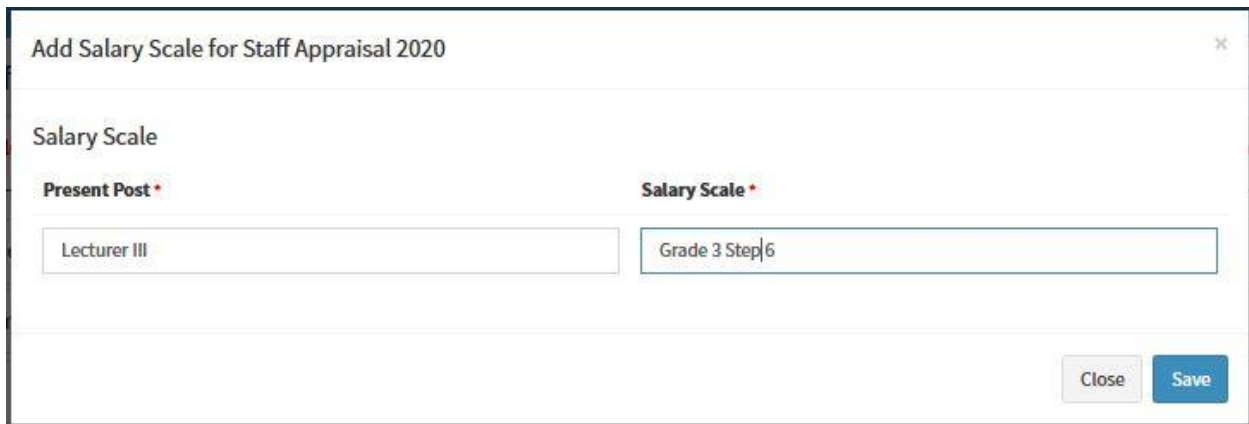 Add Salary Scale for Staff Appraisal 2020 ×
Salary Scale
Present Post * Salary Scale *
Lecturer III Grade 3 Step 6
Close Save